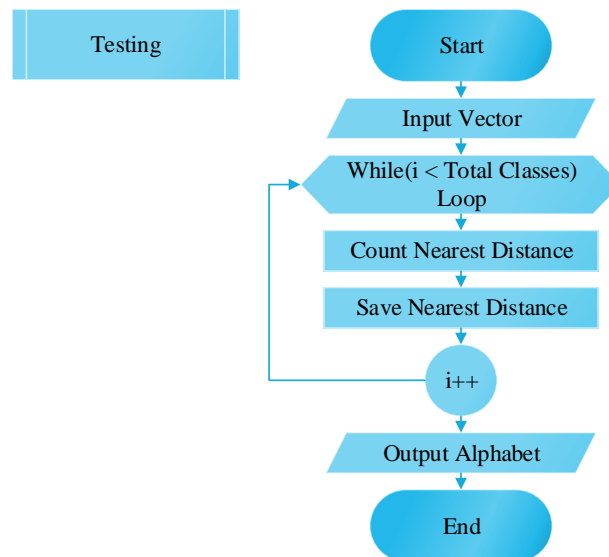 Testing
Start
Input Vector
While(i < Total Classes)
Loop
Count Nearest Distance
Save Nearest Distance
i++
Output Alphabet
End